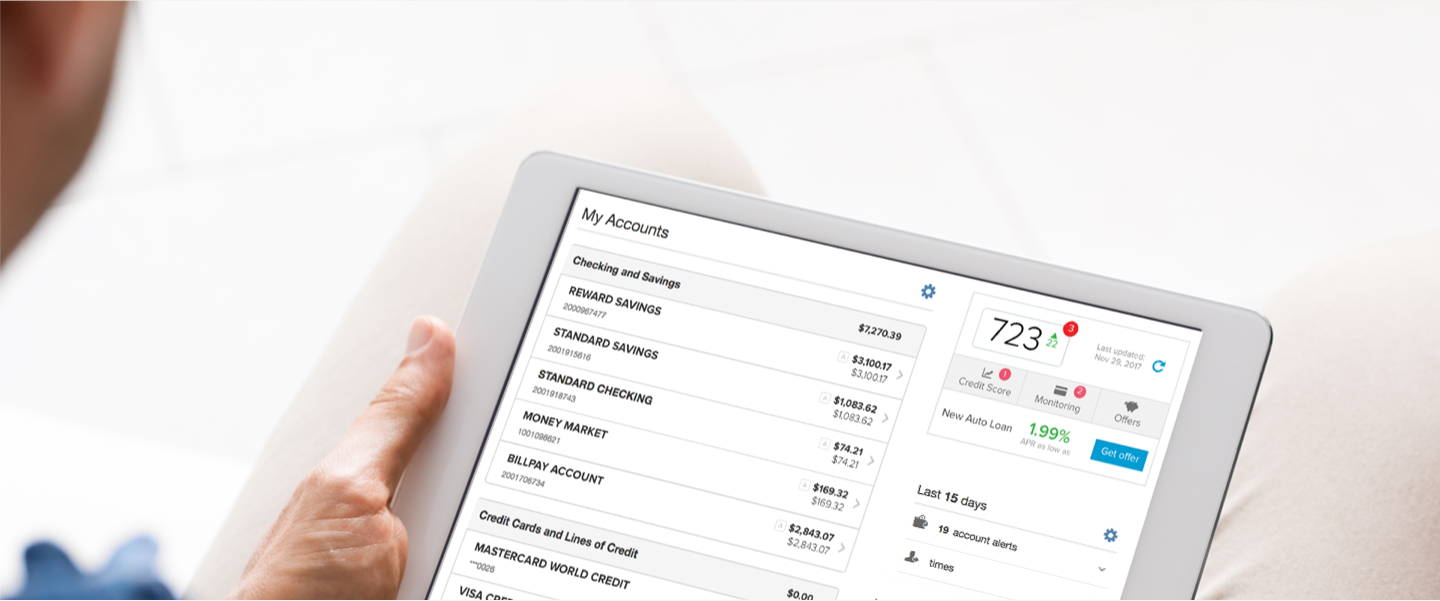 My Accounts
Checking and Savings
$7,270.39
REWARD SAVINGS
2000967477
A $3,100.17
$3,100.17
STANDARD SAVINGS
2001915616
A $1,083.62
$1,083.62
STANDARD CHECKING
2001918743
A $74.21
$74.21
MONEY MARKET
1001098621
A $169.32
$169.32
BILLPAY ACCOUNT
2001706734
A $2,843.07
$2,843.07
Credit Cards and Lines of Credit
$0.00
MASTERCARD WORLD CREDIT
***0026
VISA
723 22 3
Last updated:
Nov 29, 2017
1
Credit Score
2
Monitoring
Offers
New Auto Loan
1.99%
APR as low as
Get offer
Last 15 days
19 account alerts
times